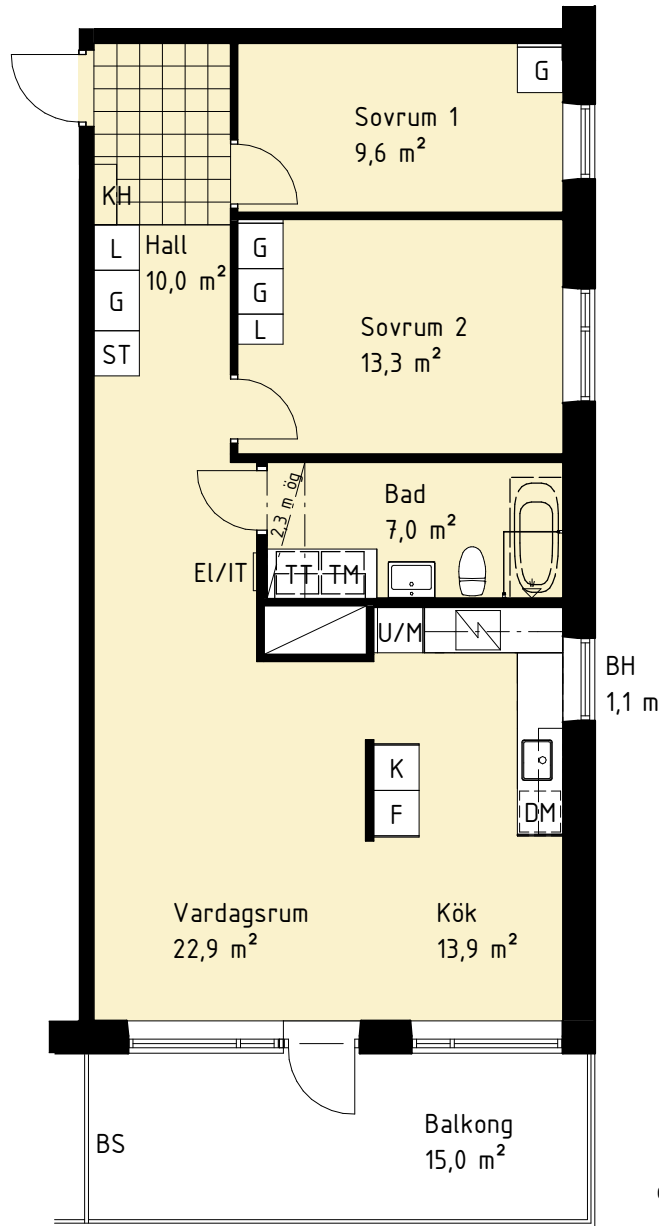 G
Sovrum 1
9,6 m²
KH
L
Hall
10,0 m²
G
ST
G
G
L
Sovrum 2
13,3 m²
2,3 m ög
Bad
7,0 m²
El/IT
TT
TM
U/M
BH
1,1 m
K
F
DM
Vardagsrum
22,9 m²
Kök
13,9 m²
BS
Balkong
15,0 m²